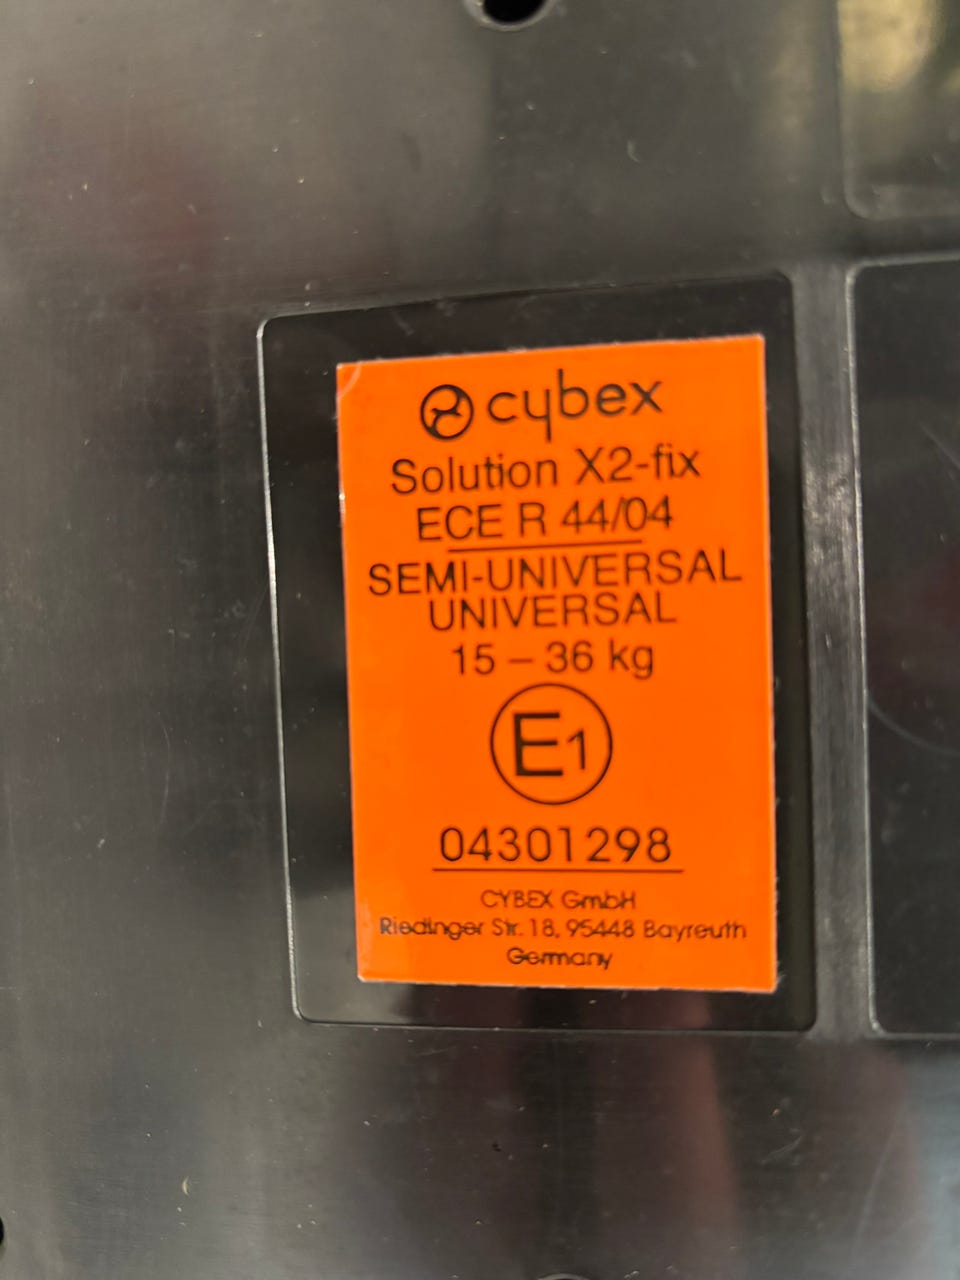 cybex
Solution X2-fix
ECE R 44/04
SEMI-UNIVERSAL
UNIVERSAL
15 – 36 kg
E1
04301298
CYBEX GmbH
Riedinger Str. 18, 95448 Bayreuth
Germany